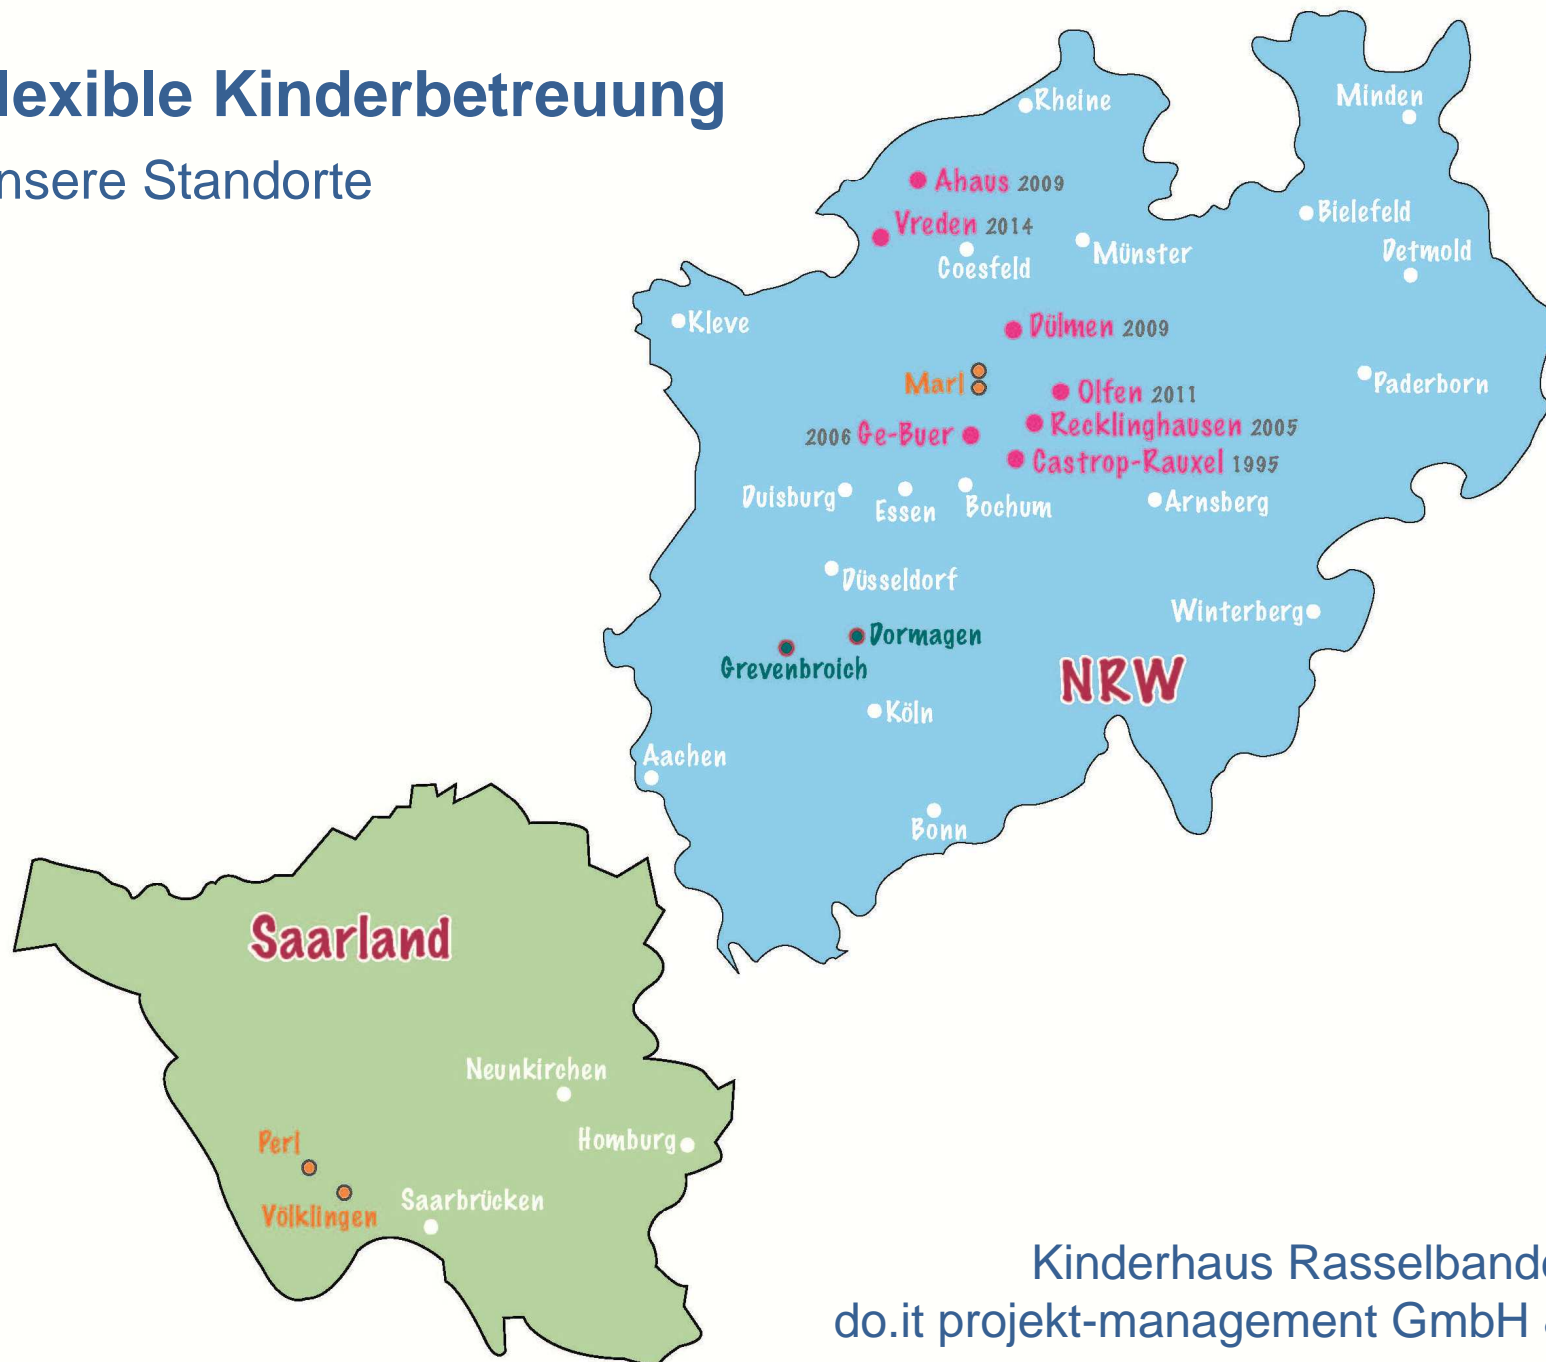 lexible Kinderbetreuung
nsere Standorte
Rheine
Minden
Ahaus 2009
Vreden 2014
Bielefeld
Coesfeld
Münster
Detmold
Kleve
Dülmen 2009
Marl
Olfen 2011
Paderborn
2006 Ge-Buer
Recklinghausen 2005
Castrop-Rauxel 1995
Duisburg
Essen
Bochum
Arnsberg
Düsseldorf
Winterberg
Dormagen
Grevenbroich
NRW
Köln
Aachen
Bonn
Saarland
Neunkirchen
Perl
Homburg
Völklingen
Saarbrücken
Kinderhaus Rasselband
do.it projekt-management GmbH